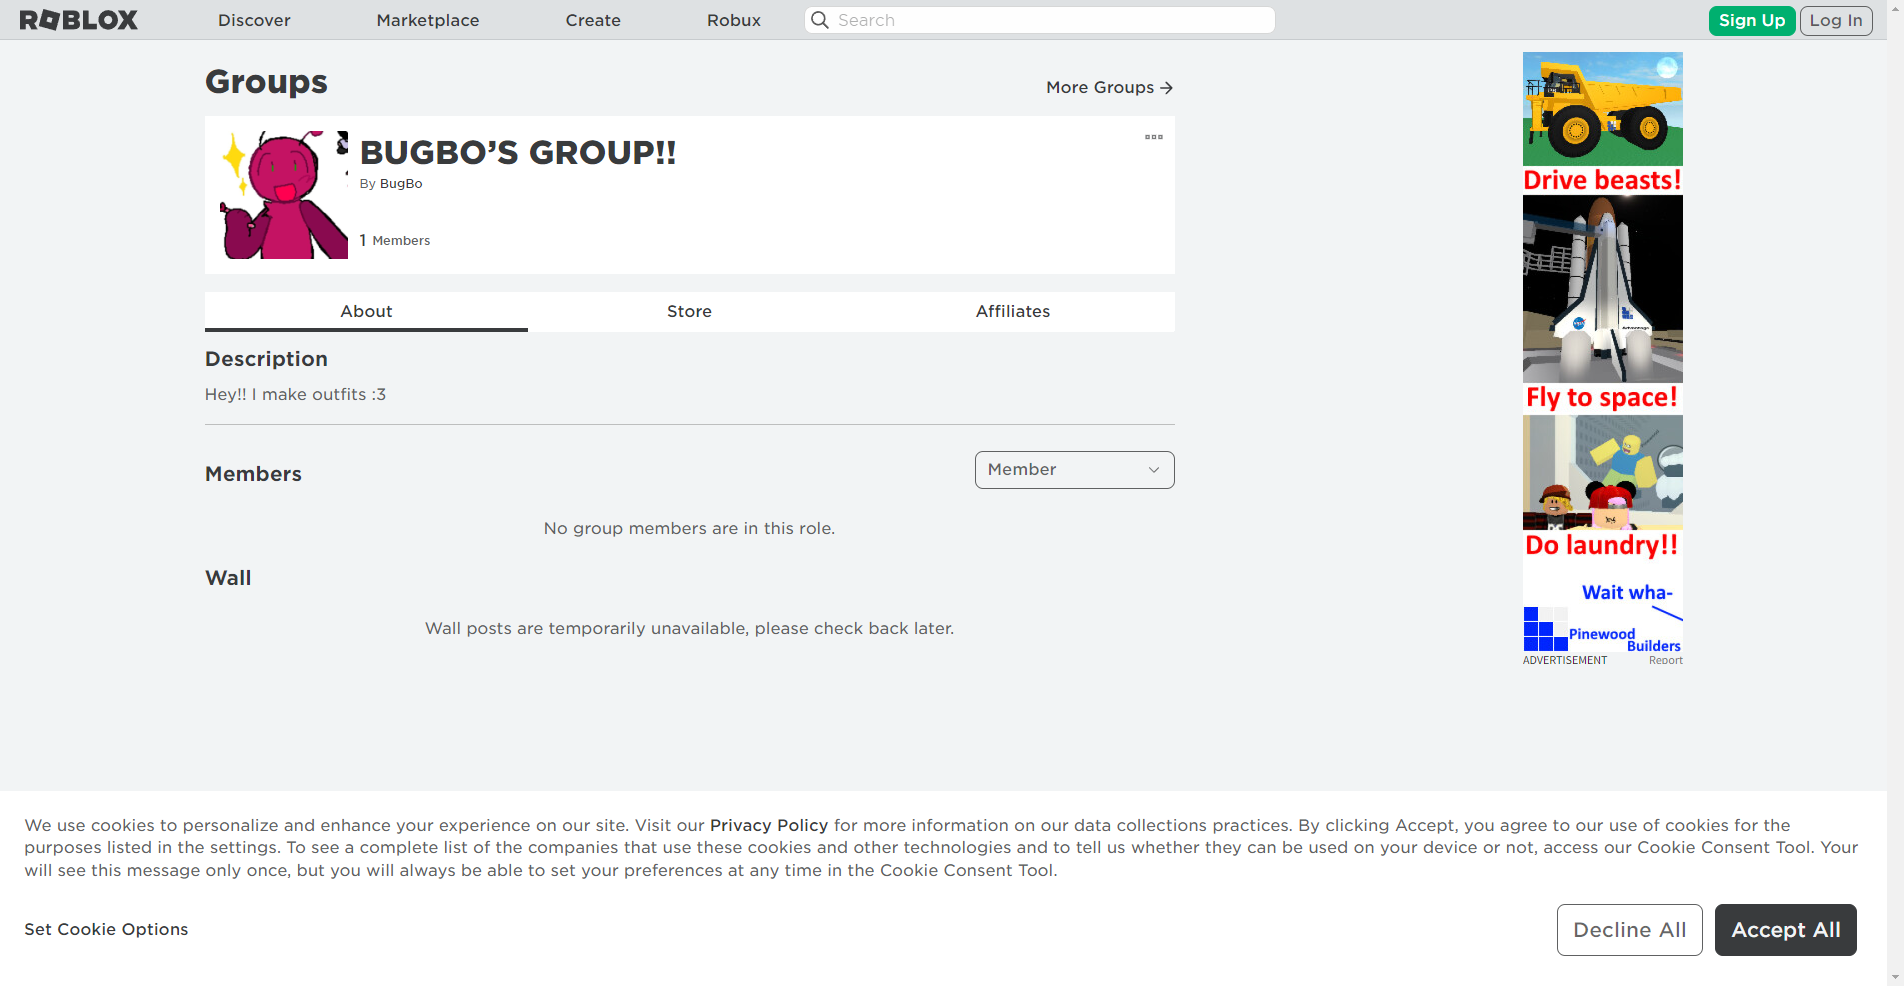 ROBLOX
Discover
Marketplace
Create
Robux
Search
Sign Up
Log In
Groups
More Groups
BUGBO’S GROUP!!
By BugBo
1 Members
About
Store
Affiliates
Description
Hey!! I make outfits :3
Members
Member
No group members are in this role.
Wall
Wall posts are temporarily unavailable, please check back later.
Drive beasts!
Fly to space!
Do laundry!!
Wait wha-
Pinewood
Builders
ADVERTISEMENT
Report
We use cookies to personalize and enhance your experience on our site. Visit our Privacy Policy for more information on our data collections practices. By clicking Accept, you agree to our use of cookies for the
purposes listed in the settings. To see a complete list of the companies that use these cookies and other technologies and to tell us whether they can be used on your device or not, access our Cookie Consent Tool. Your
will see this message only once, but you will always be able to set your preferences at any time in the Cookie Consent Tool.
Set Cookie Options
Decline All
Accept All